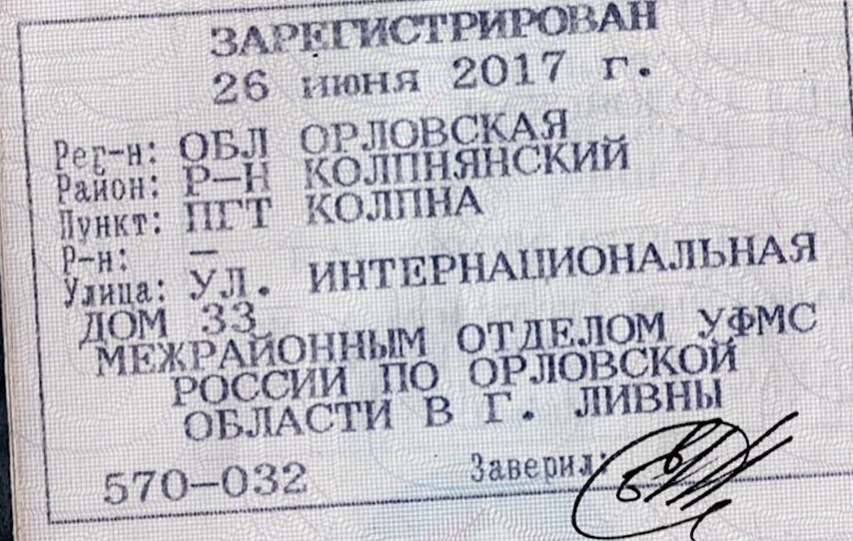 ЗАРЕГИСТРИРОВАН
26 июня 2017 г.
Рег-н: ОБЛ ОРЛОВСКАЯ
Район: Р-Н КОЛПНЯНСКИЙ
Пункт: ПГТ КОЛПНА
Р-н: –
Улица: УЛ. ИНТЕРНАЦИОНАЛЬНАЯ
ДОМ 33
МЕЖРАЙОННЫМ ОТДЕЛОМ УФМС
РОССИИ ПО ОРЛОВСКОЙ
ОБЛАСТИ В Г. ЛИВНЫ
570-032 Заверил: